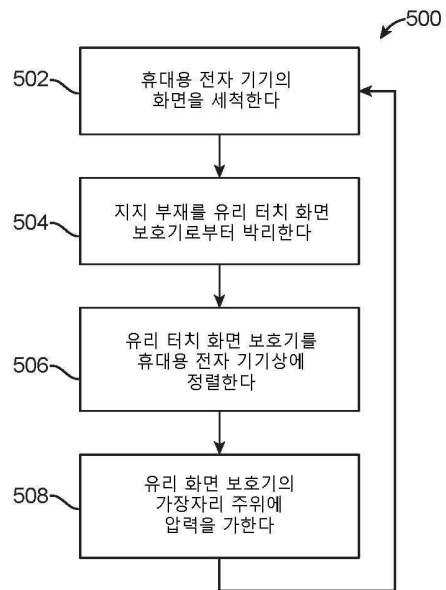 500
502
휴대용 전자 기기의
화면을 세척한다
504
지지 부재를 유리 터치 화면
보호기로부터 박리한다
506
유리 터치 화면 보호기를
휴대용 전자 기기상에
정렬한다
508
유리 화면 보호기의
가장자리 주위에
압력을 가한다